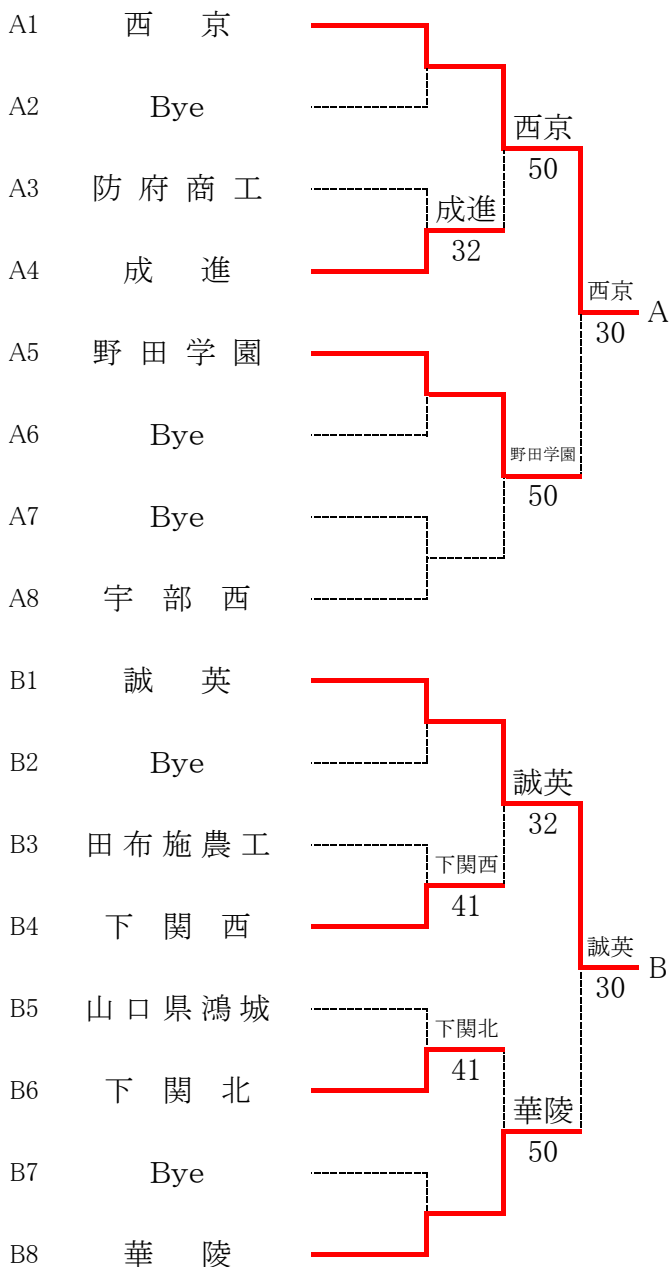 A1 西京
A2 Bye
西京
50
A3 防府商工
成進
32
A4 成進
西京
A
30
A5 野田学園
A6 Bye
野田学園
50
A7 Bye
A8 宇部西
B1 誠英
B2 Bye
誠英
32
B3 田布施農工
下関西
41
B4 下関西
誠英
B
30
B5 山口県鴻城
下関北
41
B6 下関北
華陵
50
B7 Bye
B8 華陵